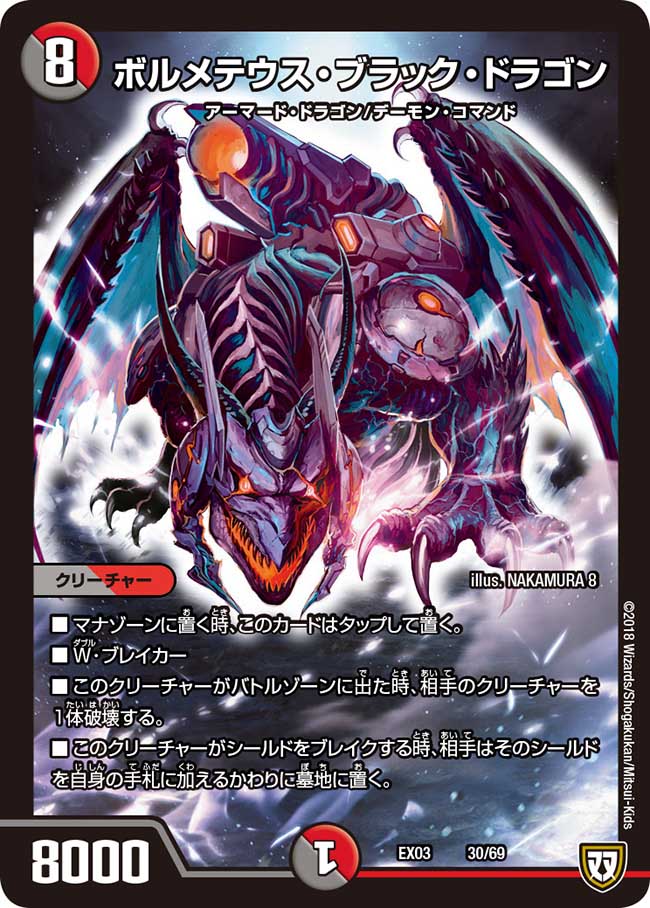 8
ボルメテウス・ブラック・ドラゴン
アーマード・ドラゴン/デーモン・コマンド
クリーチャー
illus. NAKAMURA 8
■マナゾーンに置く時、このカードはタップして置く。
■W・ブレイカー
■このクリーチャーがバトルゾーンに出た時、相手のクリーチャーを
1体破壊する。
■このクリーチャーがシールドをブレイクする時、相手はそのシールド
を自身の手札に加えるかわりに墓地に置く。
©2018 Wizards/Shogakukan/Mitsui-Kids
8000
1
EX03 30/69